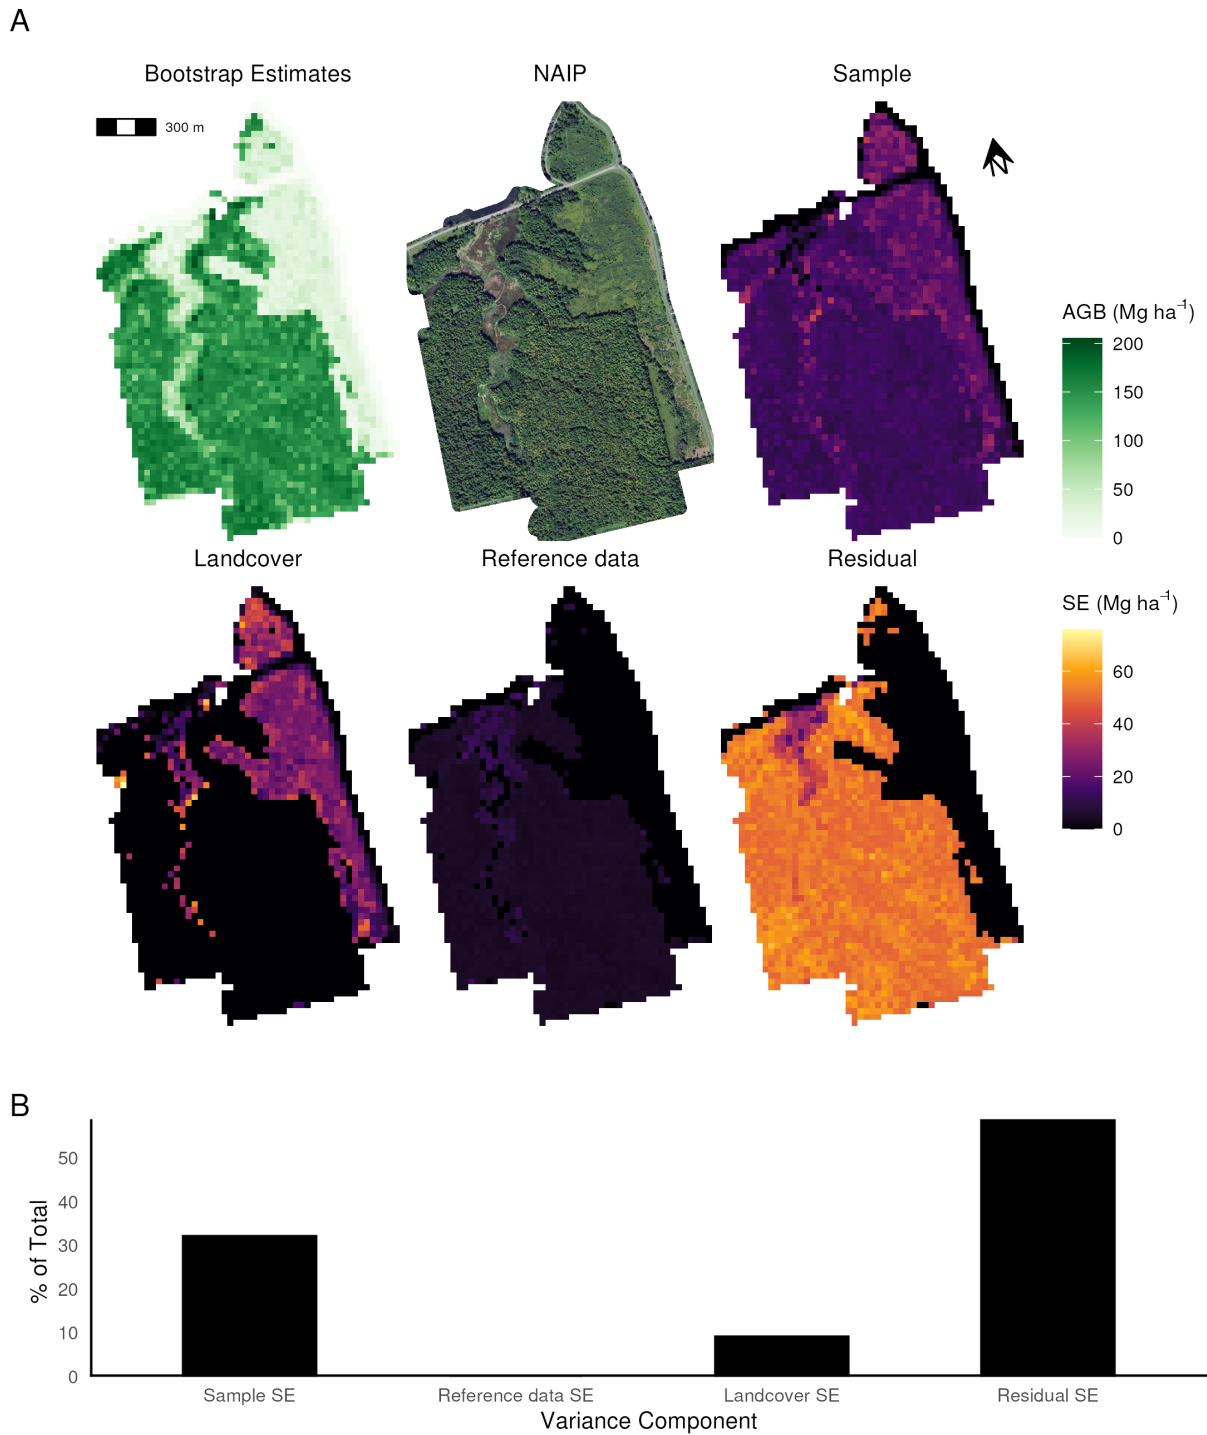 A
Bootstrap Estimates
NAIP
Sample
300 m
N
AGB (Mg ha⁻¹)
200
150
100
50
0
Landcover
Reference data
Residual
SE (Mg ha⁻¹)
60
40
20
0
B
% of Total
50
40
30
20
10
0
Sample SE
Reference data SE
Landcover SE
Residual SE
Variance Component